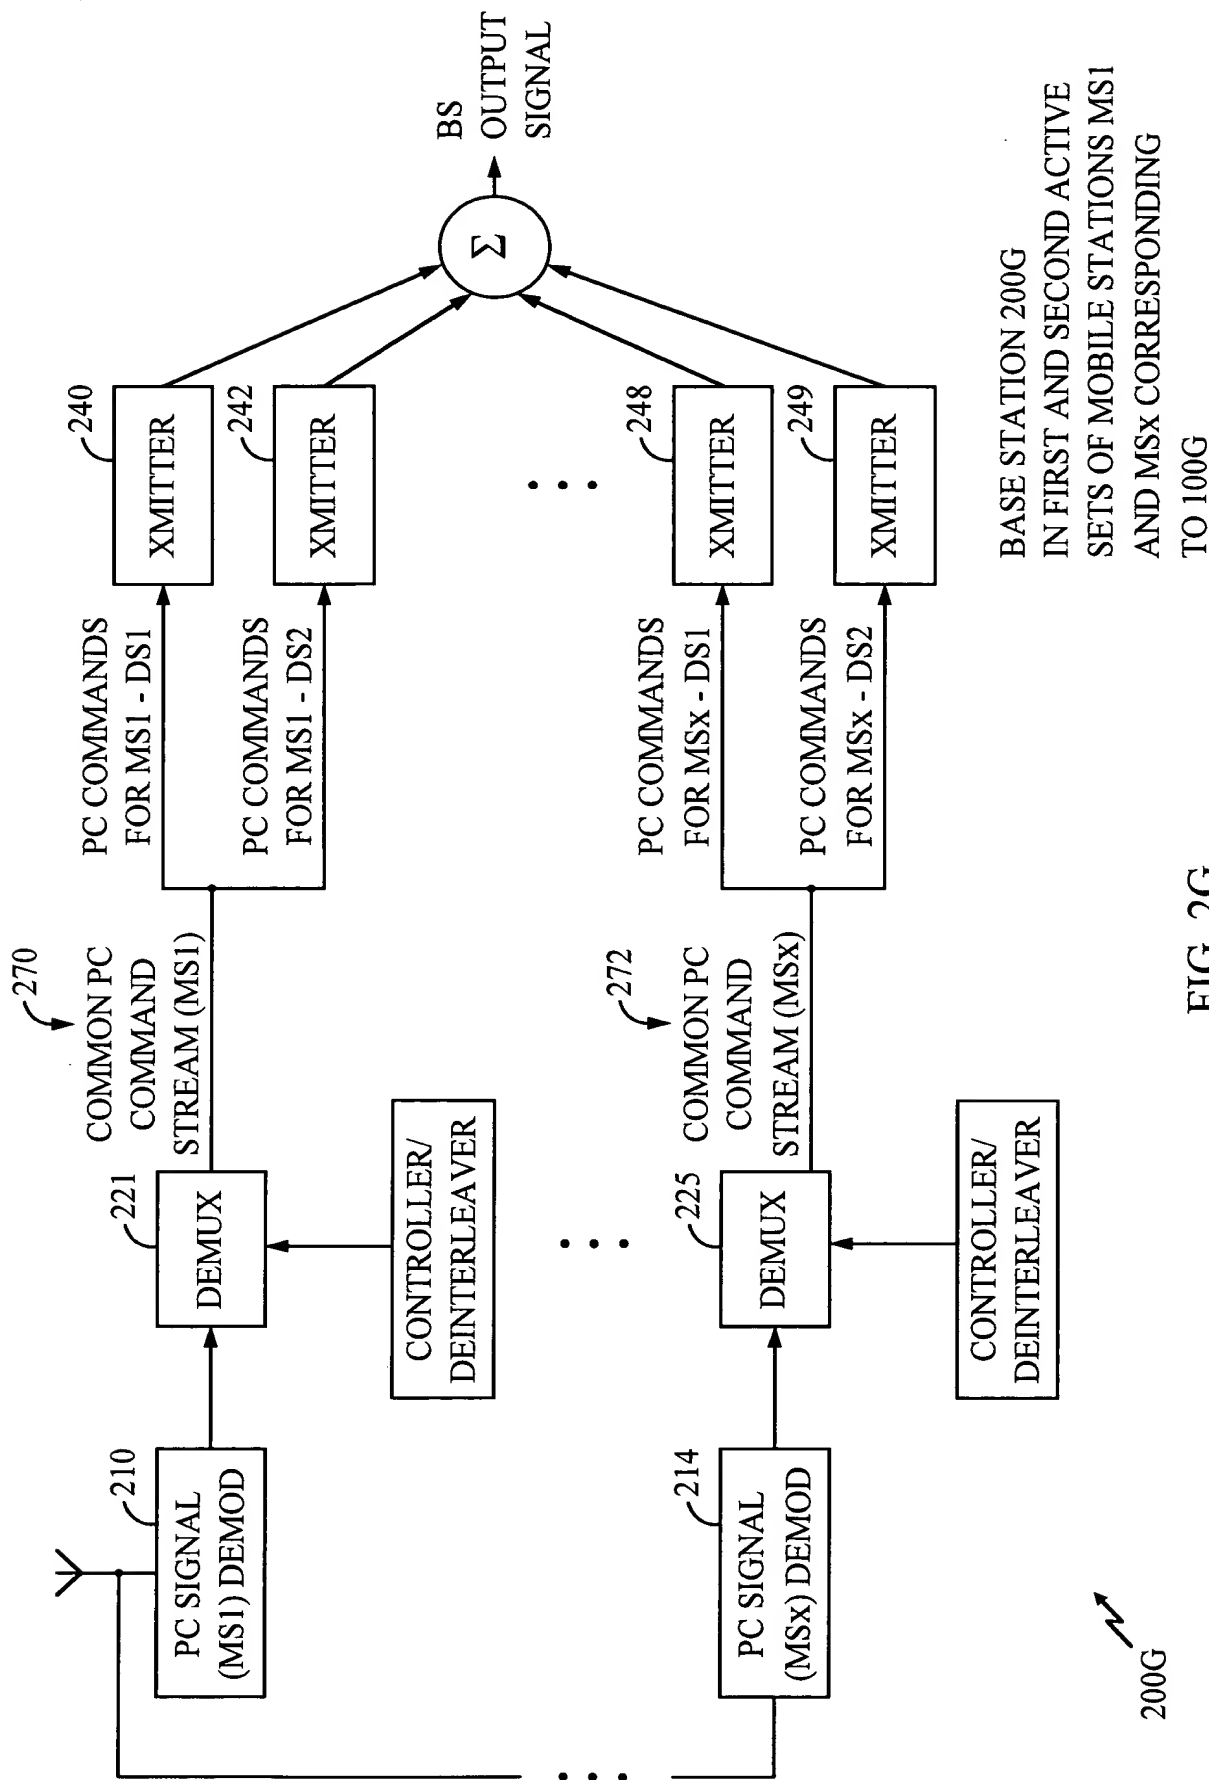 270
COMMON PC
COMMAND
STREAM (MS1)
210
PC SIGNAL
(MS1) DEMOD
221
DEMUX
CONTROLLER/
DEINTERLEAVER
PC COMMANDS
FOR MS1 - DS1
PC COMMANDS
FOR MS1 - DS2
240
XMITTER
242
XMITTER
BS
OUTPUT
SIGNAL
Σ
272
COMMON PC
COMMAND
STREAM (MSx)
214
PC SIGNAL
(MSx) DEMOD
225
DEMUX
CONTROLLER/
DEINTERLEAVER
PC COMMANDS
FOR MSx - DS1
PC COMMANDS
FOR MSx - DS2
248
XMITTER
249
XMITTER
BASE STATION 200G
IN FIRST AND SECOND ACTIVE
SETS OF MOBILE STATIONS MS1
AND MSx CORRESPONDING
TO 100G
200G
FIG. 2G